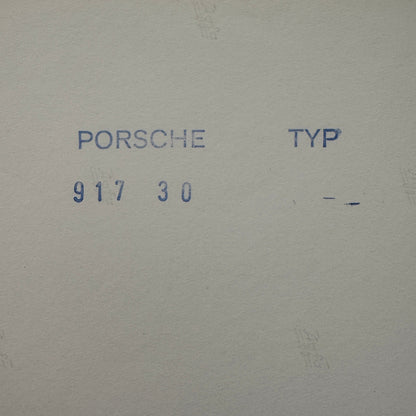 PORSCHE TYP
917 30 - -